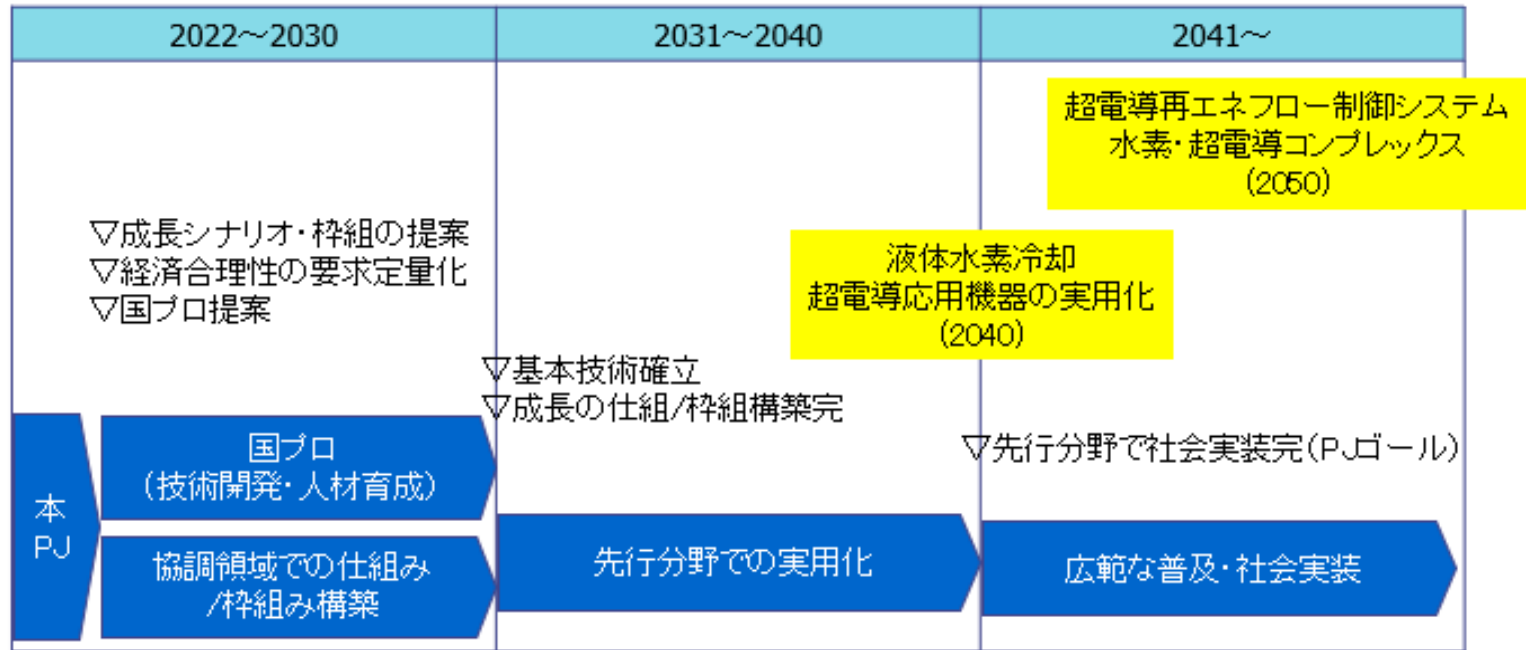 2022～2030
2031～2040
2041～
超電導再エネフロー制御システム
水素・超電導コンプレックス
(2050)
▽成長シナリオ・枠組の提案
▽経済合理性の要求定量化
▽国プロ提案
液体水素冷却
超電導応用機器の実用化
(2040)
▽基本技術確立
▽成長の仕組/枠組構築完
▽先行分野で社会実装完(PJゴール)
本
PJ
国プロ
(技術開発・人材育成)
協調領域での仕組み
/枠組み構築
先行分野での実用化
広範な普及・社会実装